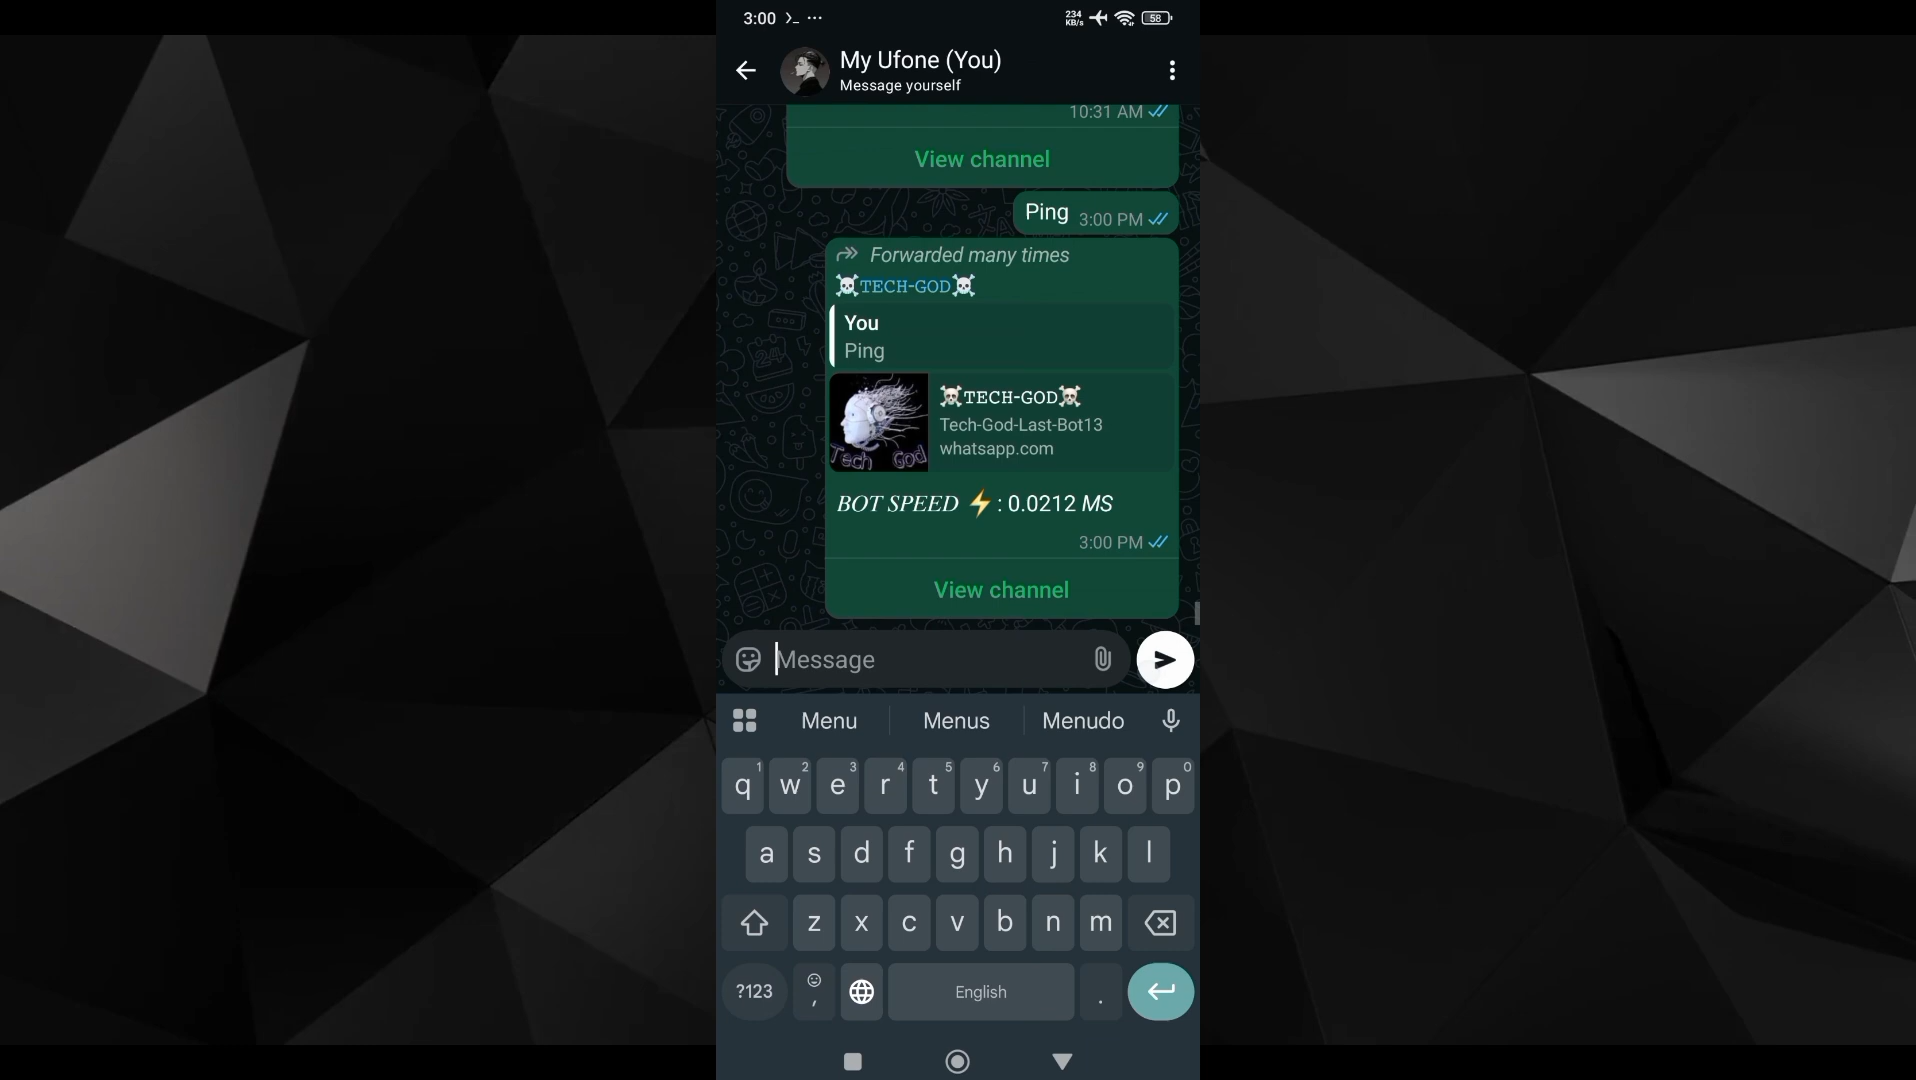 3:00
234
KB/s
58
My Ufone (You)
Message yourself
10:31 AM
View channel
Ping 3:00 PM
Forwarded many times
☠TECH-GOD☠
You
Ping
☠TECH-GOD☠
Tech-God-Last-Bot13
whatsapp.com
Tech God
BOT SPEED ⚡ : 0.0212 MS
3:00 PM
View channel
Message
Menu Menus Menudo
1 2 3 4 5 6 7 8 9 0
q w e r t y u i o p
a s d f g h j k l
z x c v b n m
?123 , English .